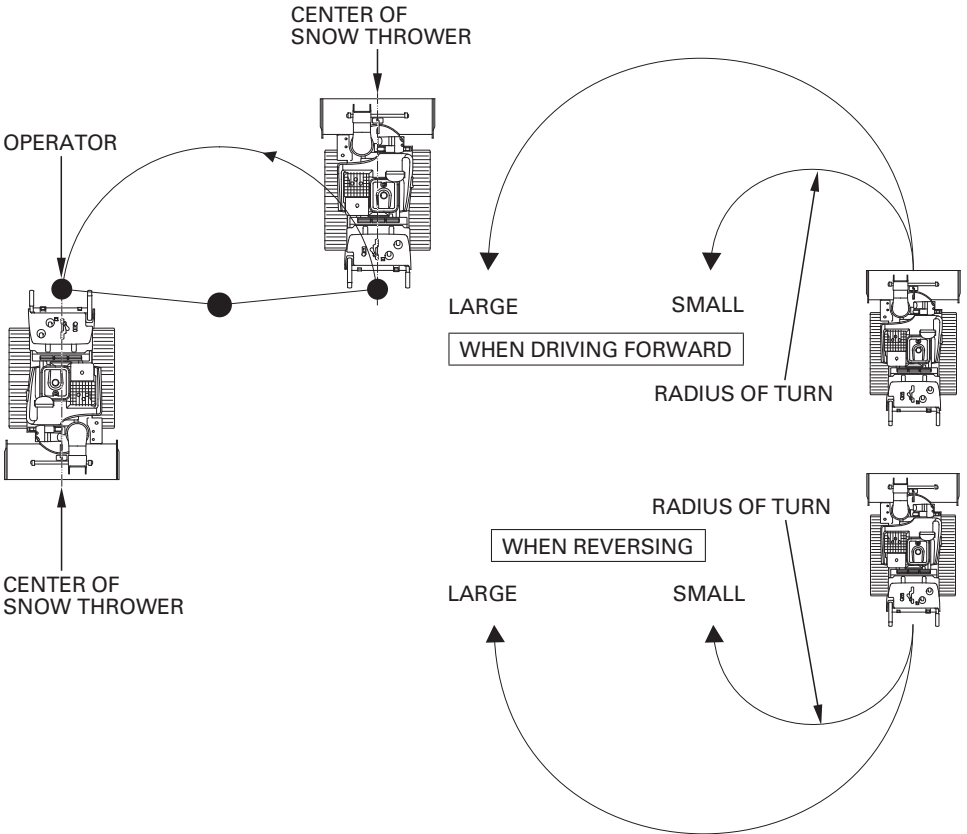 CENTER OF
SNOW THROWER
OPERATOR
LARGE
SMALL
WHEN DRIVING FORWARD
RADIUS OF TURN
RADIUS OF TURN
WHEN REVERSING
LARGE
SMALL
CENTER OF
SNOW THROWER